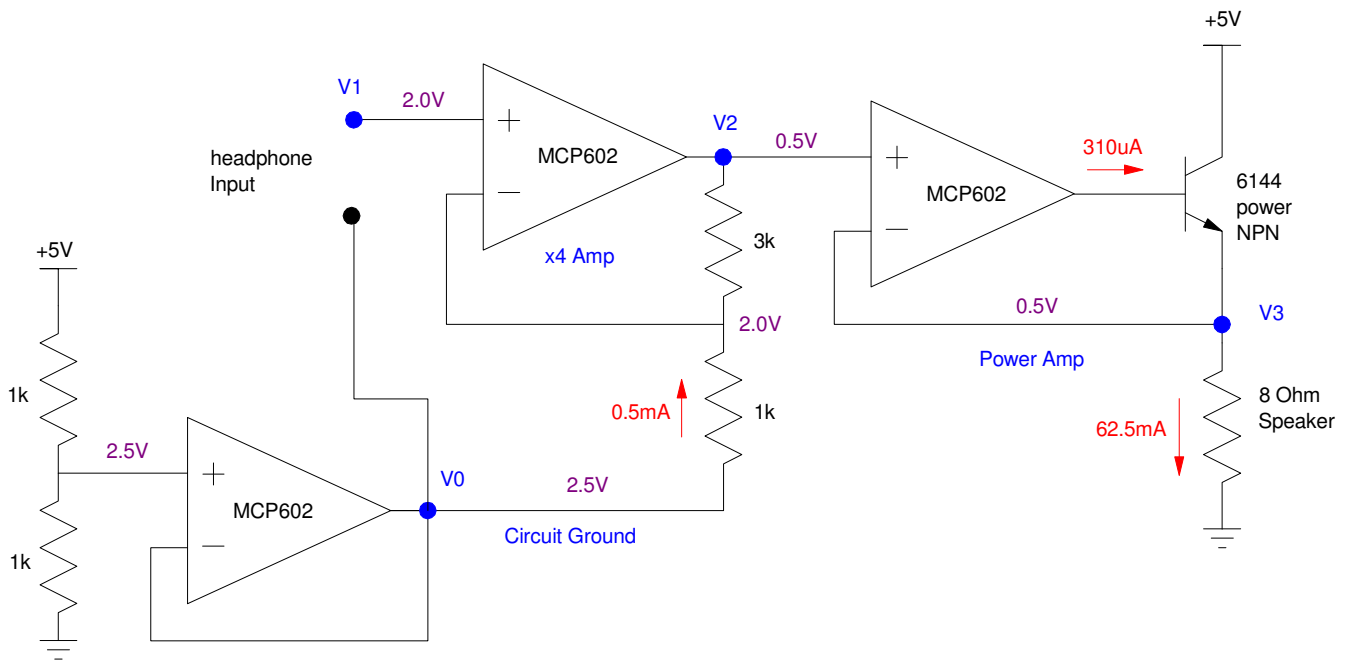 +5V
V1
2.0V
+
MCP602
−
x4 Amp
headphone
Input
V2
0.5V
+
MCP602
−
310uA
6144
power
NPN
3k
2.0V
0.5V
V3
Power Amp
+5V
1k
1k
0.5mA
1k
62.5mA
8 Ohm
Speaker
2.5V
+
MCP602
−
V0
2.5V
Circuit Ground